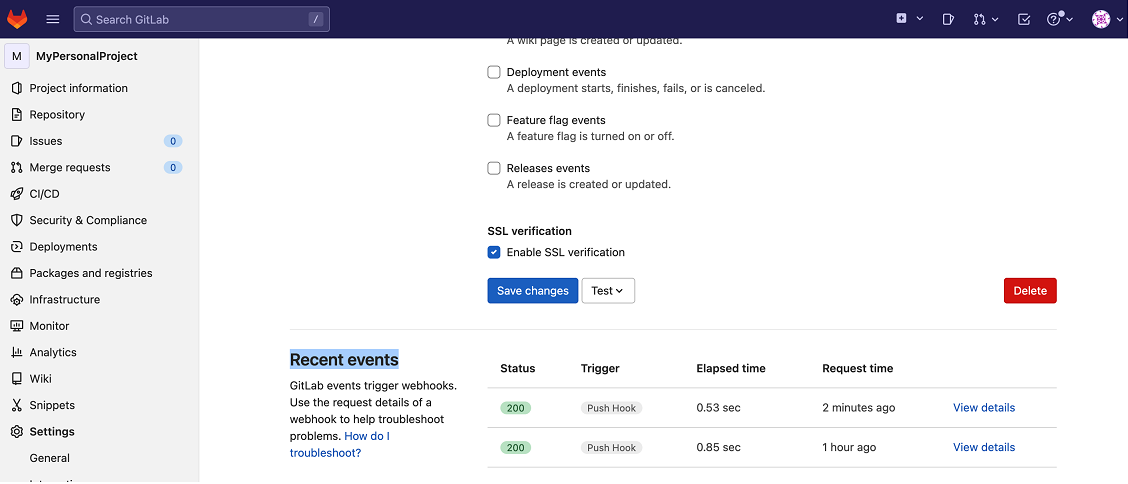 Search GitLab /
M MyPersonalProject
Project information
Repository
Issues 0
Merge requests 0
CI/CD
Security & Compliance
Deployments
Packages and registries
Infrastructure
Monitor
Analytics
Wiki
Snippets
Settings
General
A wiki page is created or updated.
Deployment events
A deployment starts, finishes, fails, or is canceled.
Feature flag events
A feature flag is turned on or off.
Releases events
A release is created or updated.
SSL verification
Enable SSL verification
Save changes Test Delete
Recent events
GitLab events trigger webhooks.
Use the request details of a
webhook to help troubleshoot
problems. How do I
troubleshoot?
Status Trigger Elapsed time Request time
200 Push Hook 0.53 sec 2 minutes ago View details
200 Push Hook 0.85 sec 1 hour ago View details